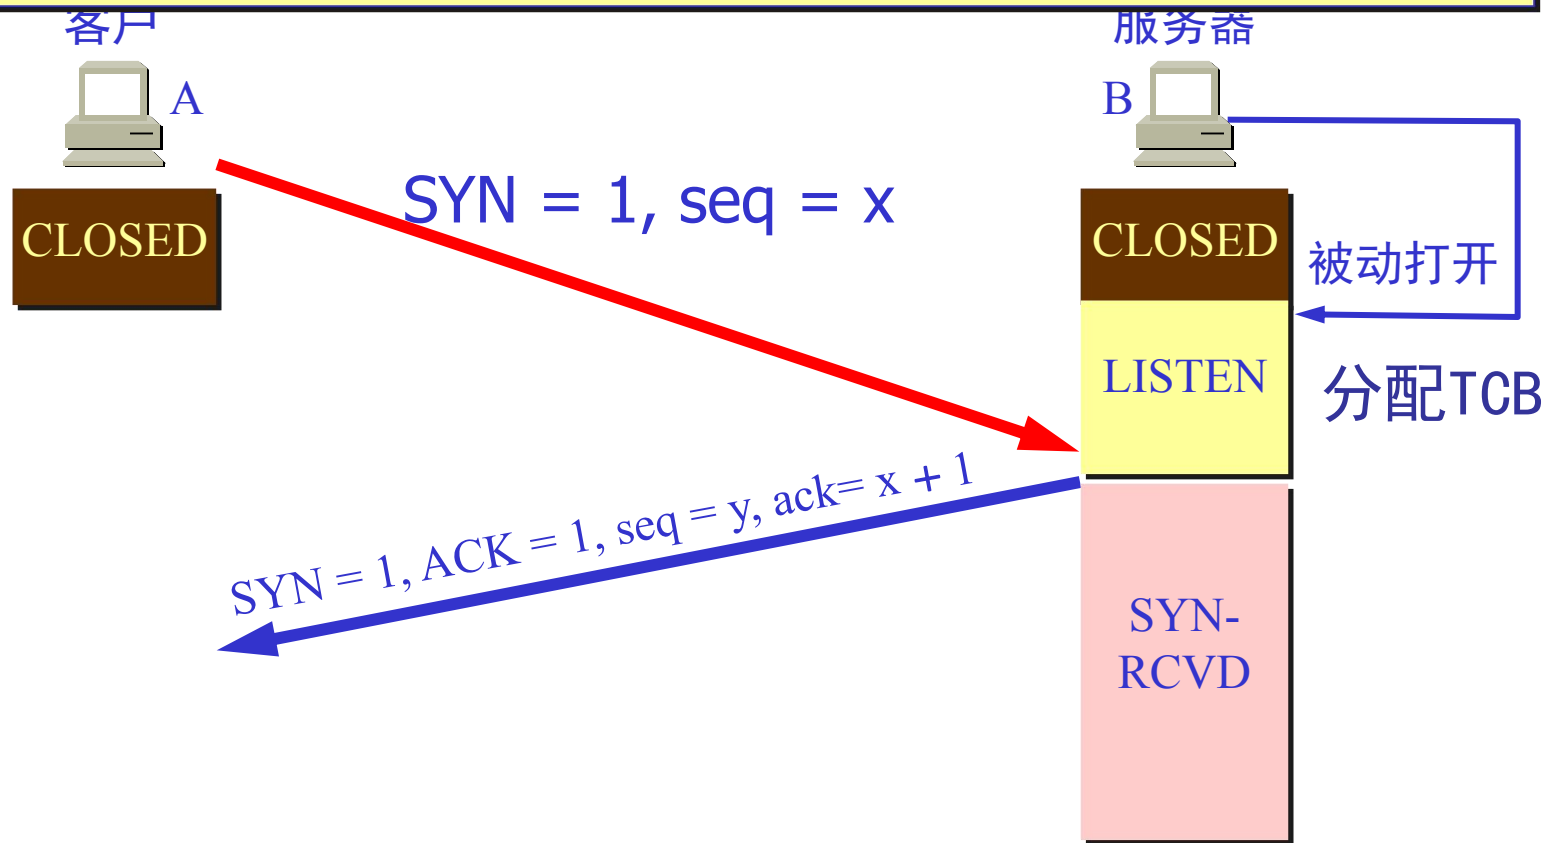 客户
服务器
A
B
SYN = 1, seq = x
CLOSED
CLOSED
被动打开
LISTEN
分配TCB
SYN = 1, ACK = 1, seq = y, ack= x + 1
SYN-
RCVD